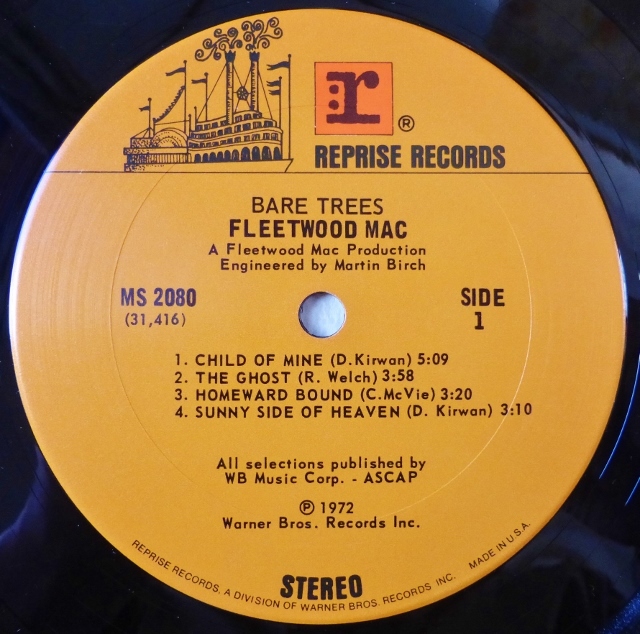 r ®
REPRISE RECORDS
BARE TREES
FLEETWOOD MAC
A Fleetwood Mac Production
Engineered by Martin Birch
MS 2080
(31,416)
SIDE
1
1. CHILD OF MINE (D.Kirwan) 5:09
2. THE GHOST (R. Welch) 3:58
3. HOMEWARD BOUND (C.McVie) 3:20
4. SUNNY SIDE OF HEAVEN (D. Kirwan) 3:10
All selections published by
WB Music Corp. - ASCAP
℗ 1972
Warner Bros. Records Inc.
STEREO
REPRISE RECORDS, A DIVISION OF WARNER BROS. RECORDS INC. MADE IN U.S.A.